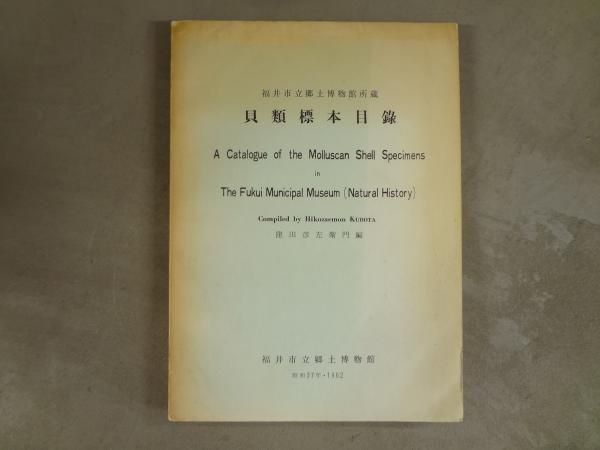 福井市立郷土博物館所蔵
貝類標本目錄
A Catalogue of the Molluscan Shell Specimens
in
The Fukui Municipal Museum (Natural History)
Compiled by Hikozaemon KUBOTA
窪田彦左衛門編
福井市立郷土博物館
昭和37年・1962